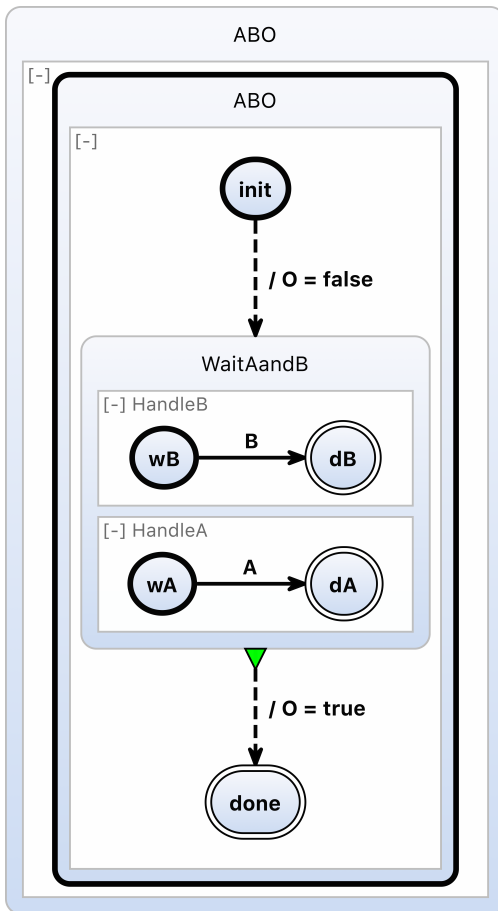 ABO
[-]
ABO
[-]
init
/ O = false
WaitAandB
[-] HandleB
wB
B
dB
[-] HandleA
wA
A
dA
/ O = true
done